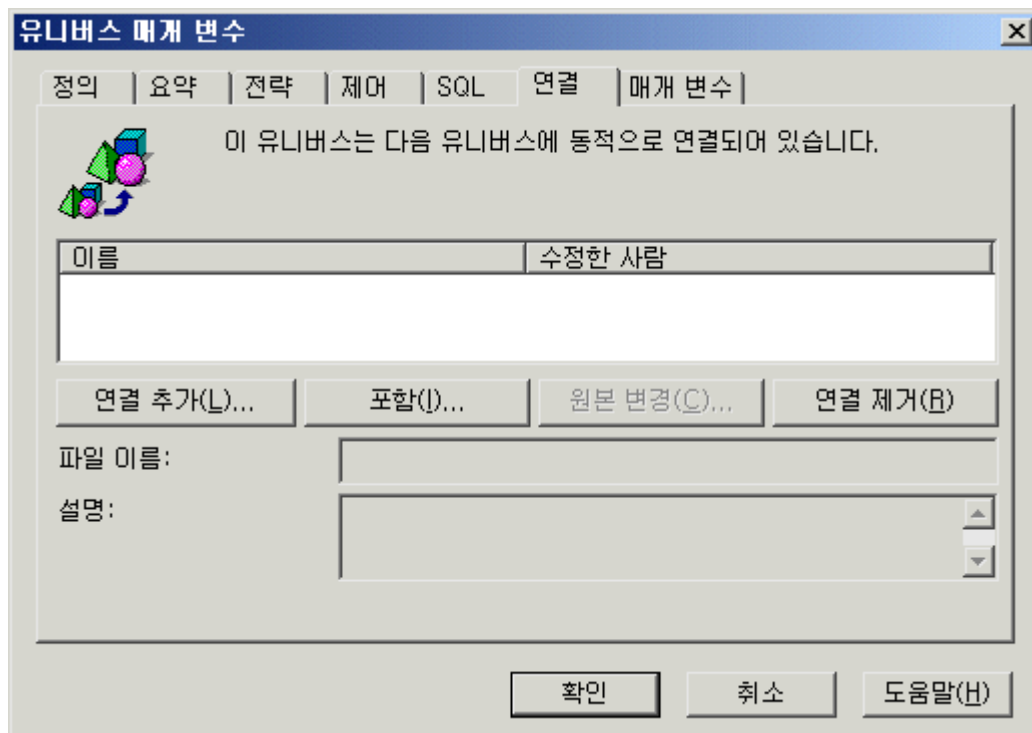 유니버스 매개 변수
정의 요약 전략 제어 SQL 연결 매개 변수
이 유니버스는 다음 유니버스에 동적으로 연결되어 있습니다.
이름 수정한 사람
연결 추가(L)... 포함(I)... 원본 변경(C)... 연결 제거(R)
파일 이름:
설명:
확인 취소 도움말(H)